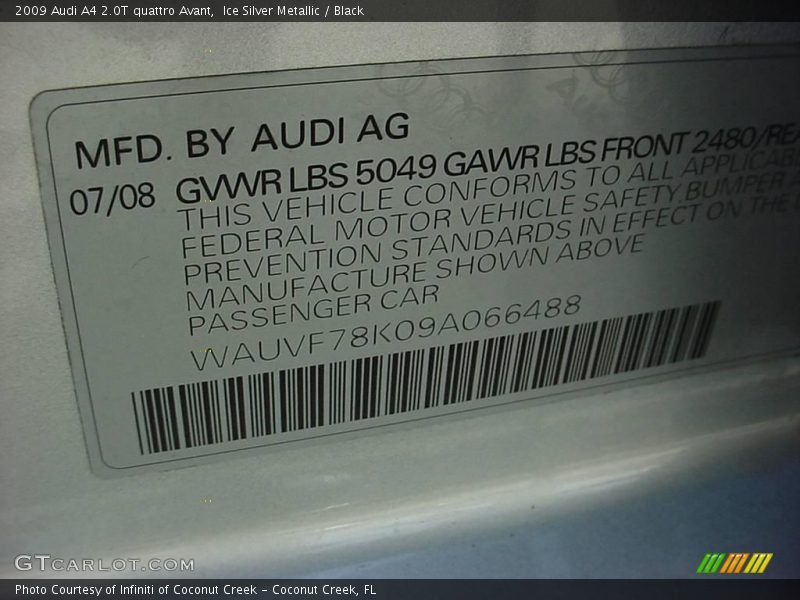 2009 Audi A4 2.0T quattro Avant,  Ice Silver Metallic / Black
MFD. BY AUDI AG
07/08 GVWR LBS 5049 GAWR LBS FRONT 2480/REA
THIS VEHICLE CONFORMS TO ALL APPLICAB
FEDERAL MOTOR VEHICLE SAFETY,BUMPER
PREVENTION STANDARDS IN EFFECT ON THE
MANUFACTURE SHOWN ABOVE
PASSENGER CAR
WAUVF78K09A066488
GTCARLOT.COM
Photo Courtesy of Infiniti of Coconut Creek – Coconut Creek, FL